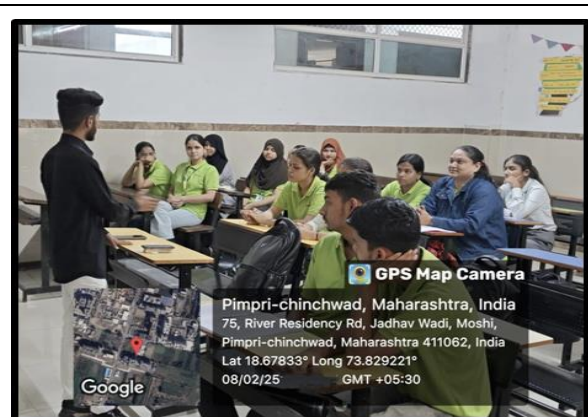 GPS Map Camera
Pimpri-chinchwad, Maharashtra, India
75, River Residency Rd, Jadhav Wadi, Moshi,
Pimpri-chinchwad, Maharashtra 411062, India
Lat 18.67833° Long 73.829221°
08/02/25 GMT +05:30
Google